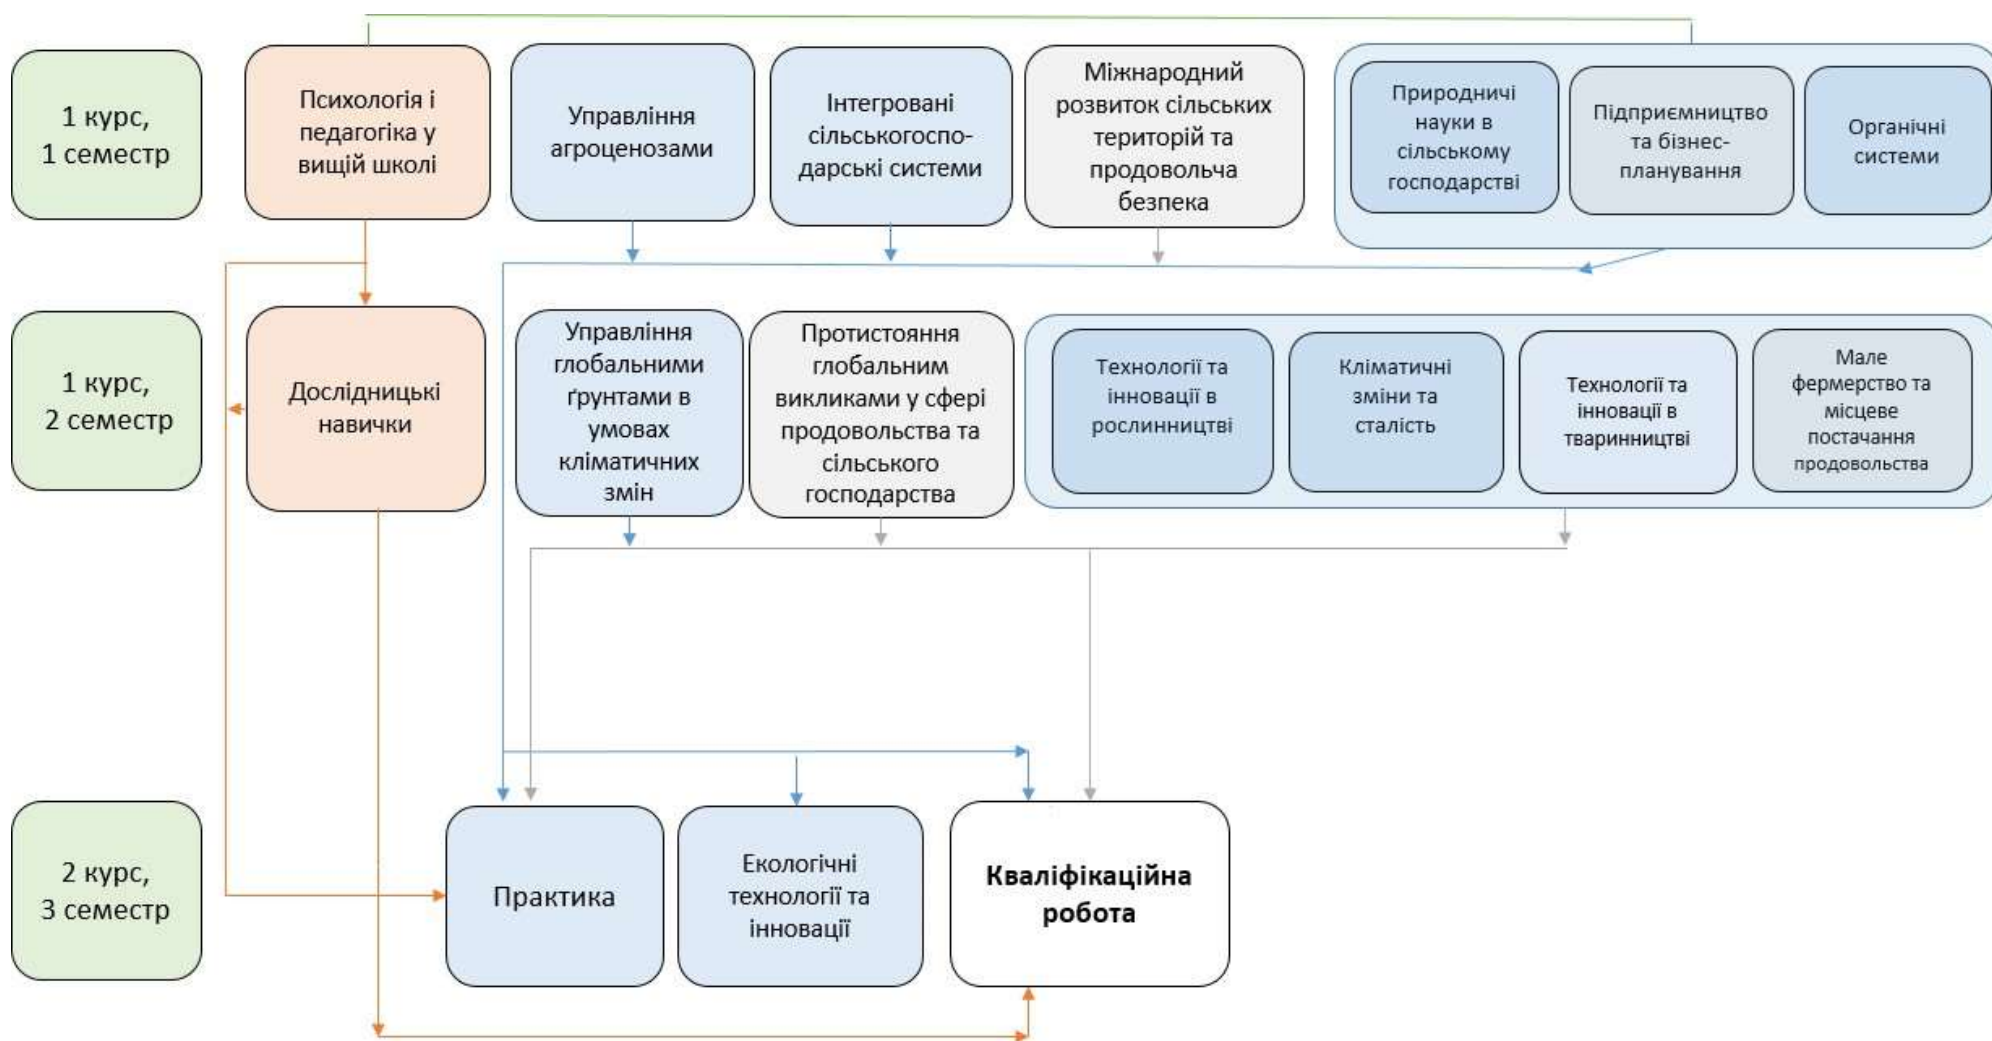 1 курс,
1 семестр
Психологія і
педагогіка у
вищій школі
Управління
агроценозами
Інтегровані
сільськогоспо-
дарські системи
Міжнародний
розвиток сільських
територій та
продовольча
безпека
Природничі
науки в
сільському
господарстві
Підприємництво
та бізнес-
планування
Органічні
системи
1 курс,
2 семестр
Дослідницькі
навички
Управління
глобальними
ґрунтами в
умовах
кліматичних
змін
Протистояння
глобальним
викликами у сфері
продовольства та
сільського
господарства
Технології та
інновації в
рослинництві
Кліматичні
зміни та
сталість
Технології та
інновації в
тваринництві
Мале
фермерство та
місцеве
постачання
продовольства
2 курс,
3 семестр
Практика
Екологічні
технології та
інновації
Кваліфікаційна
робота